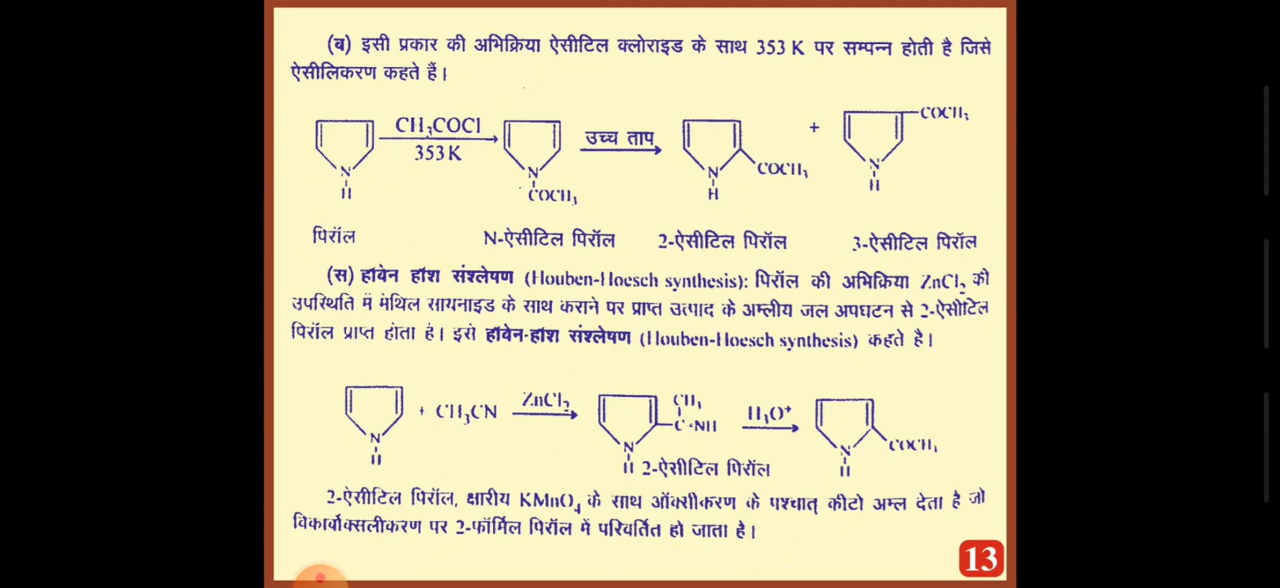 (ब) इसी प्रकार की अभिक्रिया ऐसीटिल क्लोराइड के साथ 353 K पर सम्पन्न होती है जिसे
ऐसीलिकरण कहते हैं।
CH₃COCl
353 K
उच्च ताप
+
N
H
N
COCH₃
N
H
COCH₃
N
H
COCH₃
पिरॉल N-ऐसीटिल पिरॉल 2-ऐसीटिल पिरॉल 3-ऐसीटिल पिरॉल
(स) हॉवेन हॉश संश्लेषण (Houben-Hoesch synthesis): पिरॉल की अभिक्रिया ZnCl₂ की
उपस्थिति में मेथिल सायनाइड के साथ कराने पर प्राप्त उत्पाद के अम्लीय जल अपघटन से 2-ऐसीटिल
पिरॉल प्राप्त होता है। इसे हॉवेन-हॉश संश्लेषण (Houben-Hoesch synthesis) कहते है।
N
H
+ CH₃CN
ZnCl₂
N
H
CH₃
C=NH
H₃O⁺
N
H
COCH₃
2-ऐसीटिल पिरॉल
2-ऐसीटिल पिरॉल, क्षारीय KMnO₄ के साथ ऑक्सीकरण के पश्चात् कीटो अम्ल देता है जो
विकार्बोक्सलीकरण पर 2-फॉर्मिल पिरॉल में परिवर्तित हो जाता है।
13